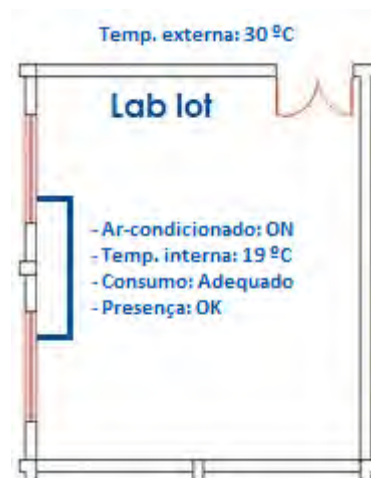 Temp. externa: 30 ºC
Lab Iot
- Ar-condicionado: ON
- Temp. interna: 19 ºC
- Consumo: Adequado
- Presença: OK